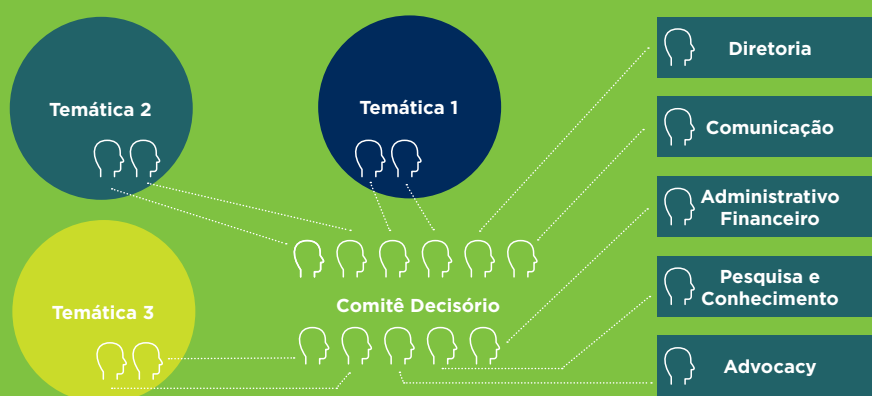 Temática 2
Temática 1
Temática 3
Comitê Decisório
Diretoria
Comunicação
Administrativo
Financeiro
Pesquisa e
Conhecimento
Advocacy